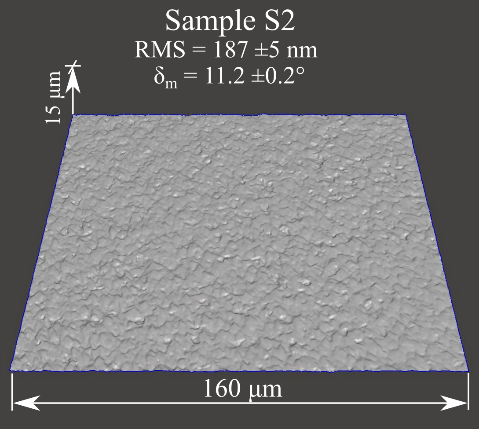 Sample S2
RMS = 187 ±5 nm
δm = 11.2 ±0.2°
15 μm
160 μm